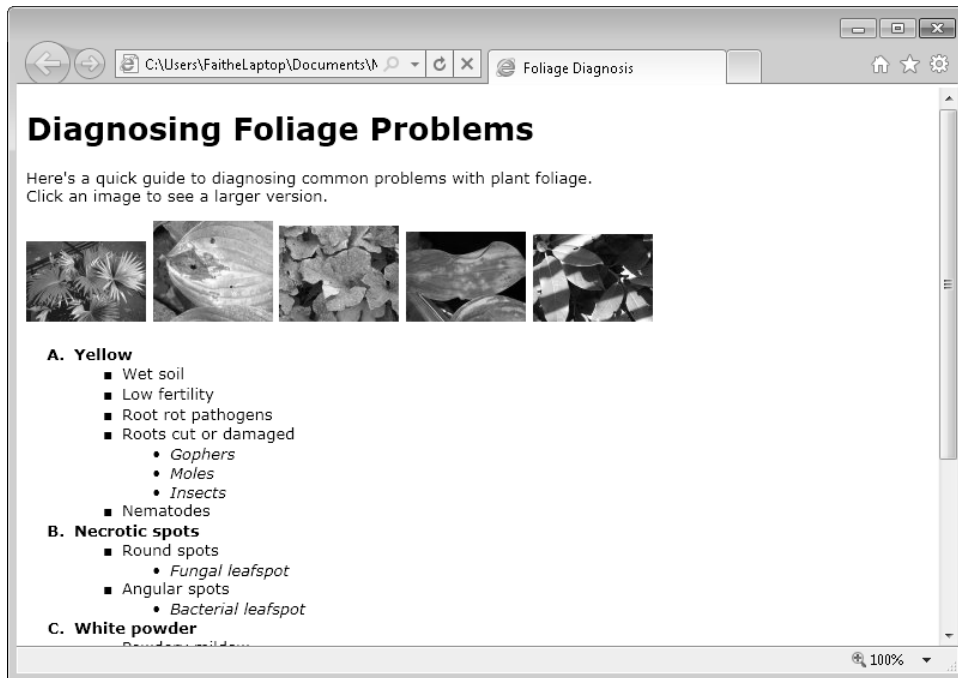 C:\Users\FaitheLaptop\Documents\N
Foliage Diagnosis
Diagnosing Foliage Problems
Here's a quick guide to diagnosing common problems with plant foliage.
Click an image to see a larger version.
A. Yellow
■ Wet soil
■ Low fertility
■ Root rot pathogens
■ Roots cut or damaged
• Gophers
• Moles
• Insects
■ Nematodes
B. Necrotic spots
■ Round spots
• Fungal leafspot
■ Angular spots
• Bacterial leafspot
C. White powder
Powdery mildew
100%